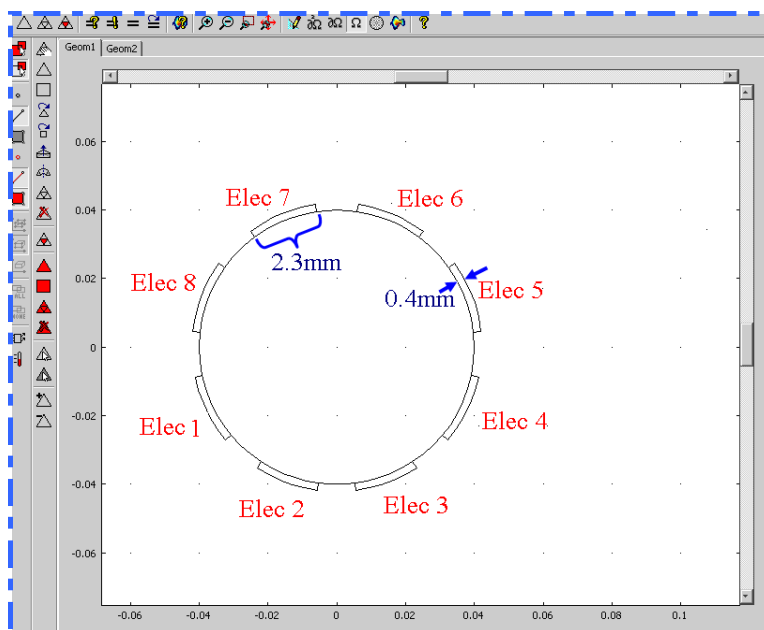 Geom1 Geom2
0.06
Elec 7
Elec 6
0.04
2.3mm
Elec 8
0.02
0.4mm
Elec 5
0
Elec 1
Elec 4
-0.02
Elec 2
Elec 3
-0.04
-0.06
-0.06 -0.04 -0.02 0 0.02 0.04 0.06 0.08 0.1